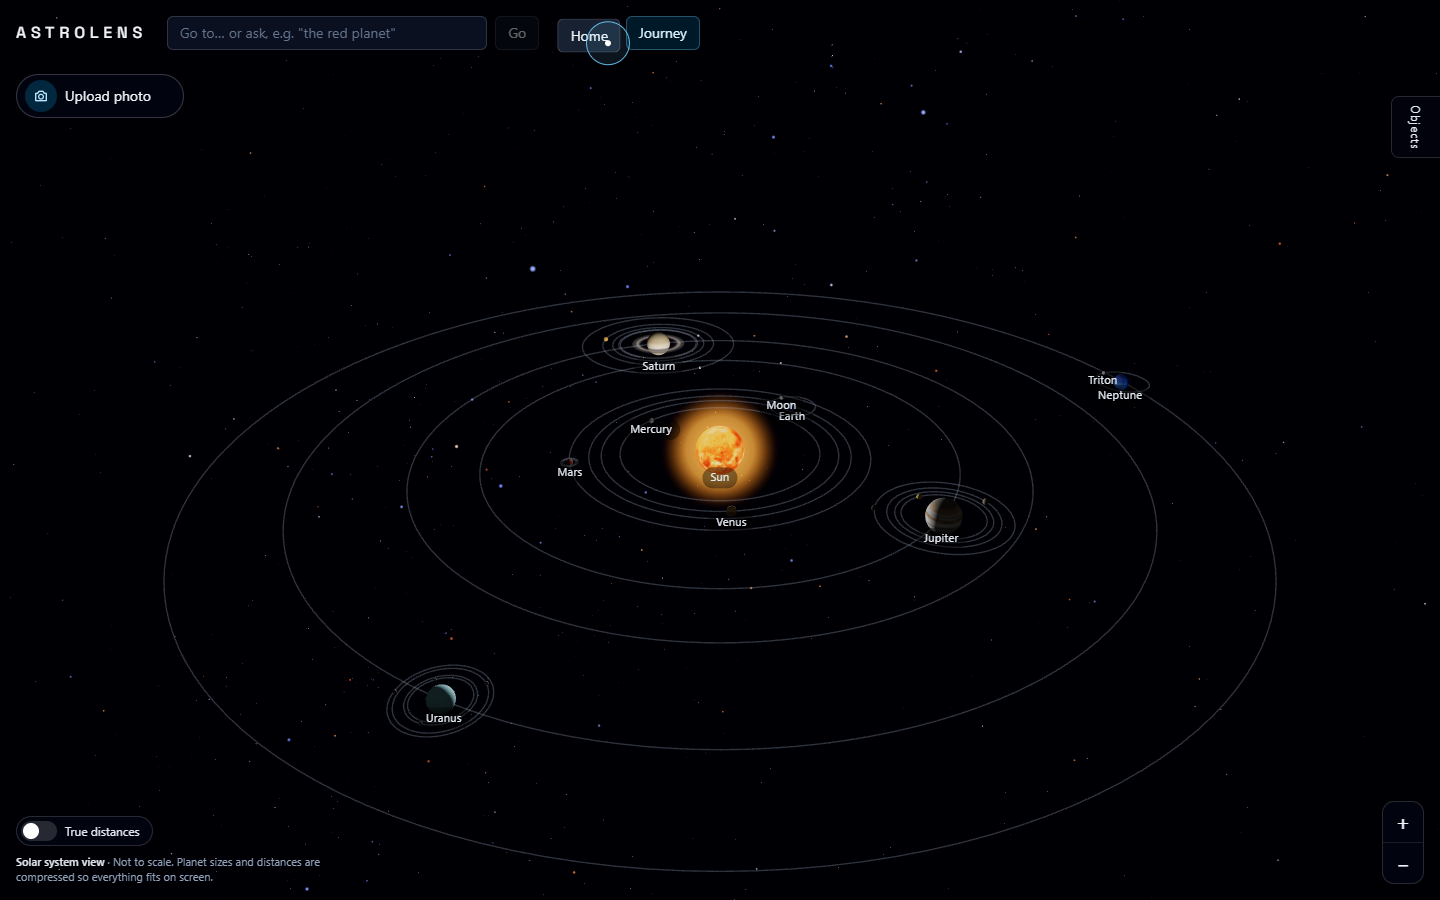 ASTROLENS
Go to... or ask, e.g. "the red planet"
Go
Home
Journey
Upload photo
Objects
Saturn
Triton
Neptune
Moon
Earth
Mercury
Mars
Sun
Venus
Jupiter
Uranus
True distances
Solar system view · Not to scale. Planet sizes and distances are
compressed so everything fits on screen.
+
−